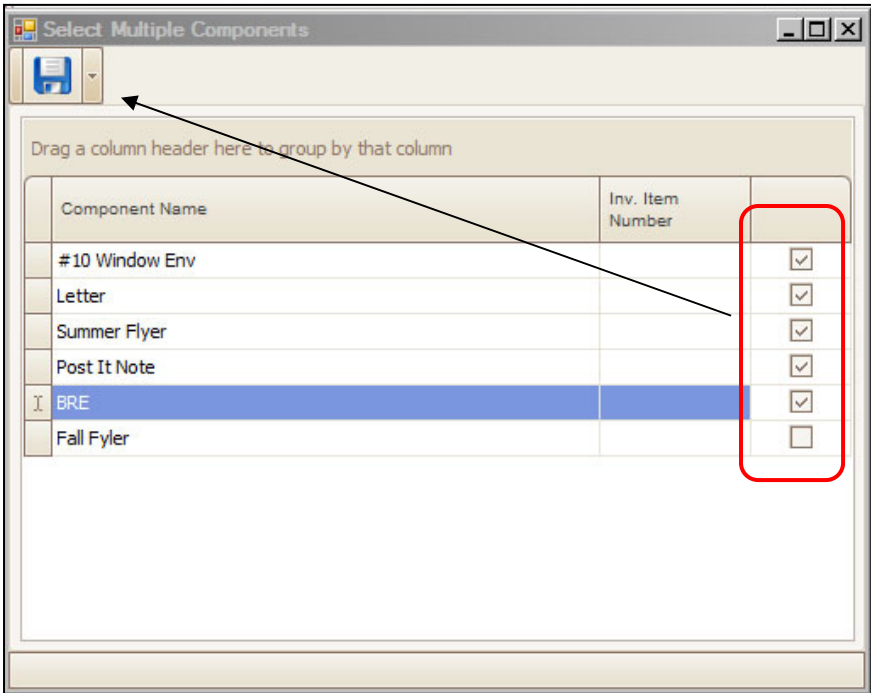 Select Multiple Components
Drag a column header here to group by that column
Component Name
Inv. Item
Number
#10 Window Env
Letter
Summer Flyer
Post It Note
BRE
Fall Fyler